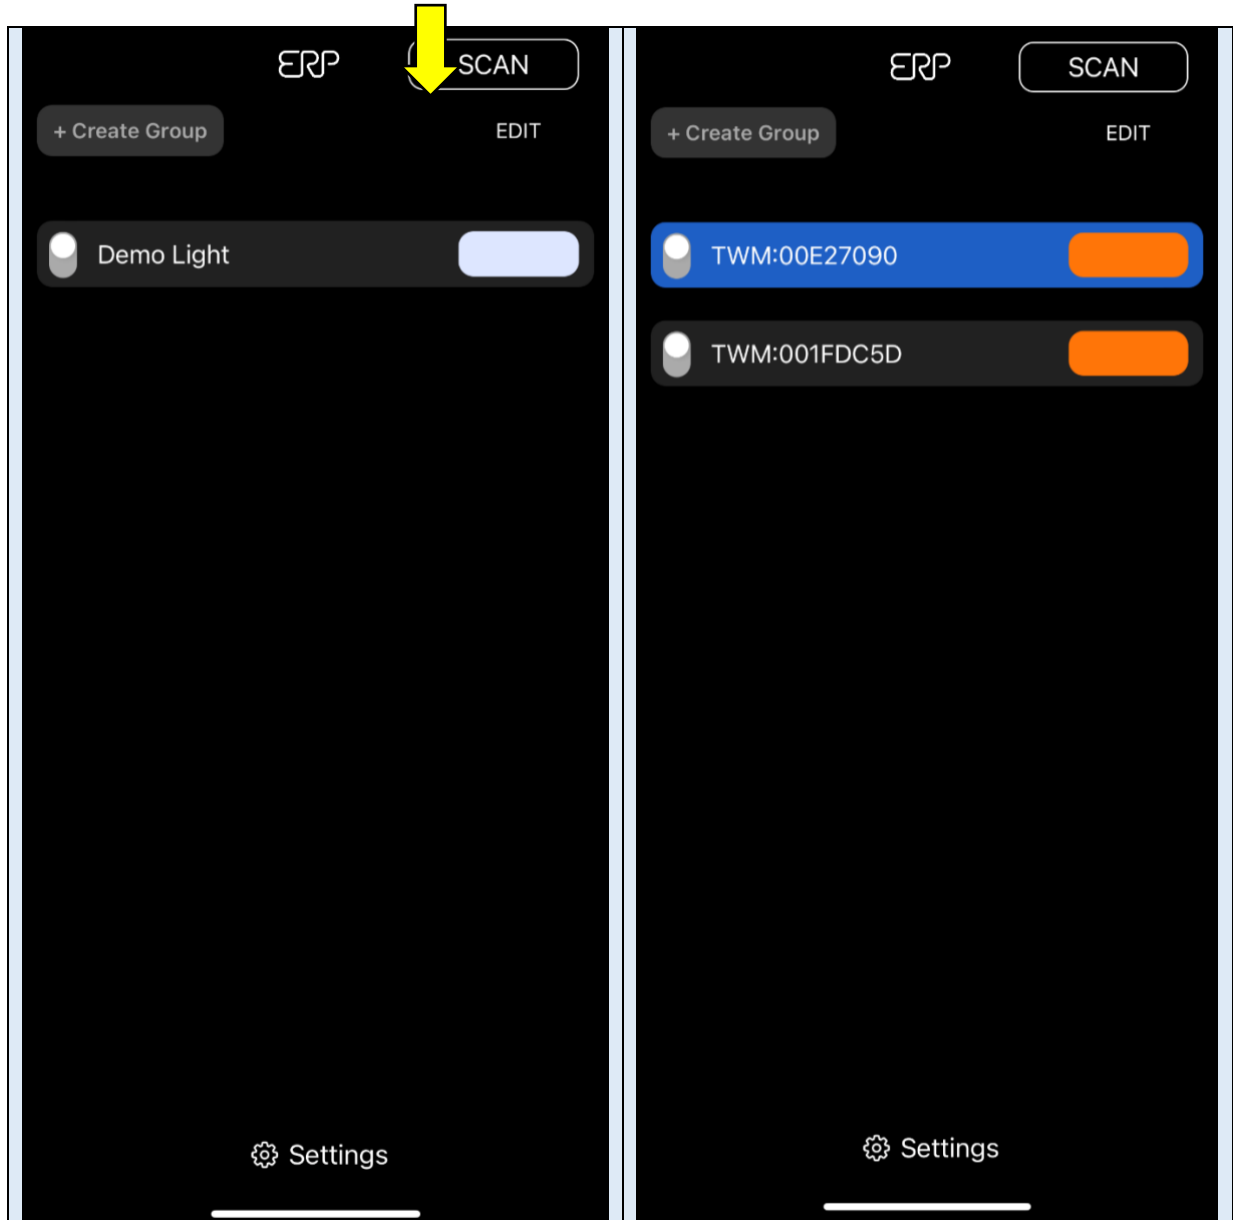 ERP
SCAN
+ Create Group
EDIT
Demo Light
Settings
ERP
SCAN
+ Create Group
EDIT
TWM:00E27090
TWM:001FDC5D
Settings